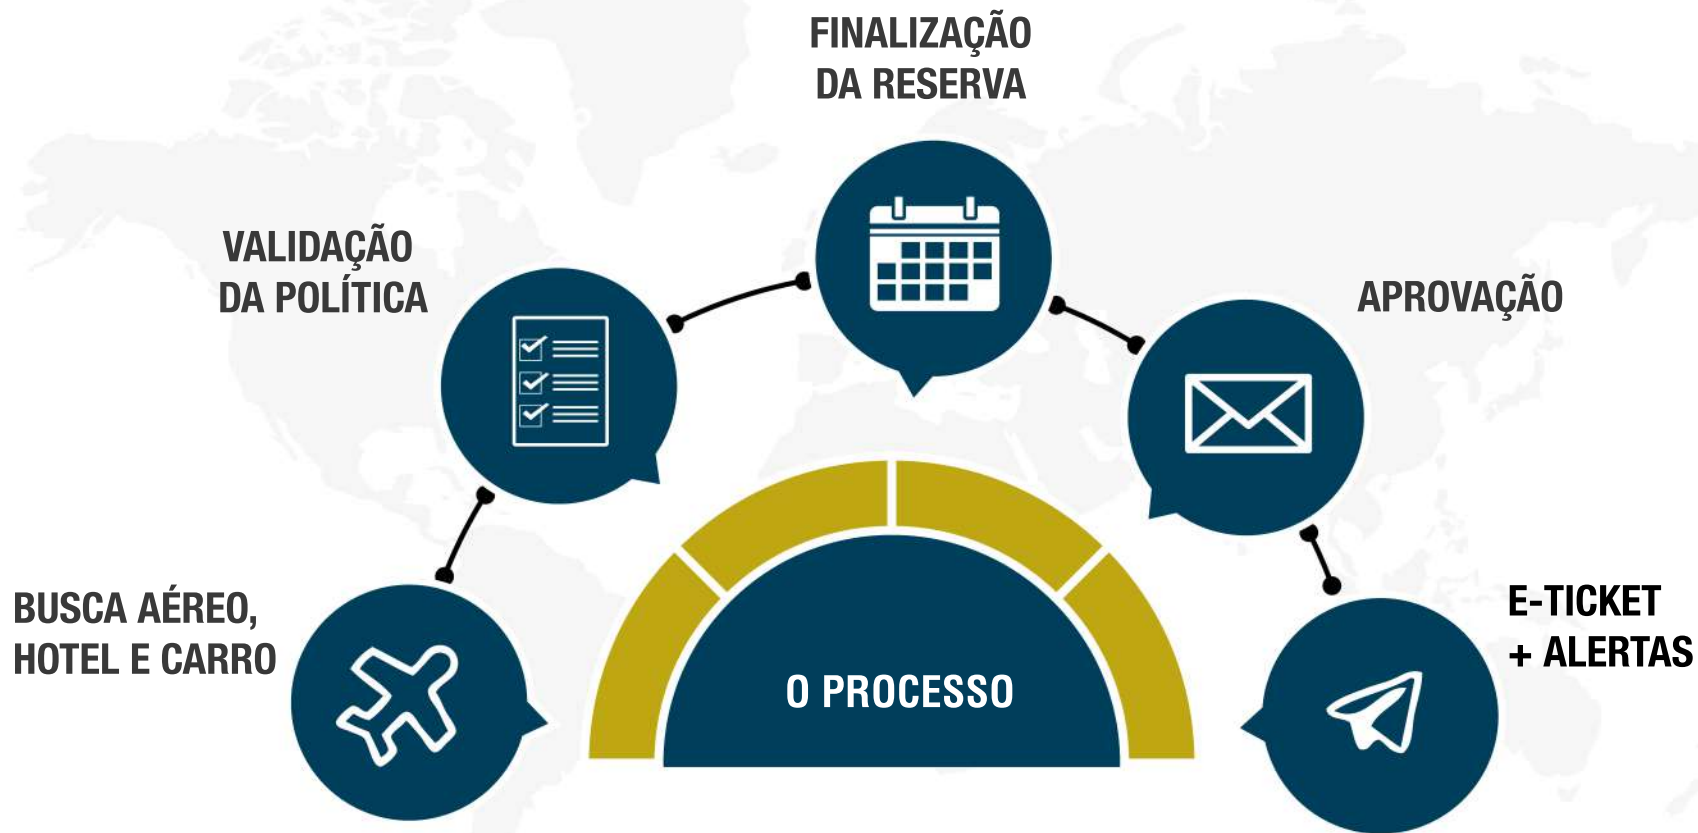 FINALIZAÇÃO
DA RESERVA
VALIDAÇÃO
DA POLÍTICA
APROVAÇÃO
BUSCA AÉREO,
HOTEL E CARRO
E-TICKET
+ ALERTAS
O PROCESSO